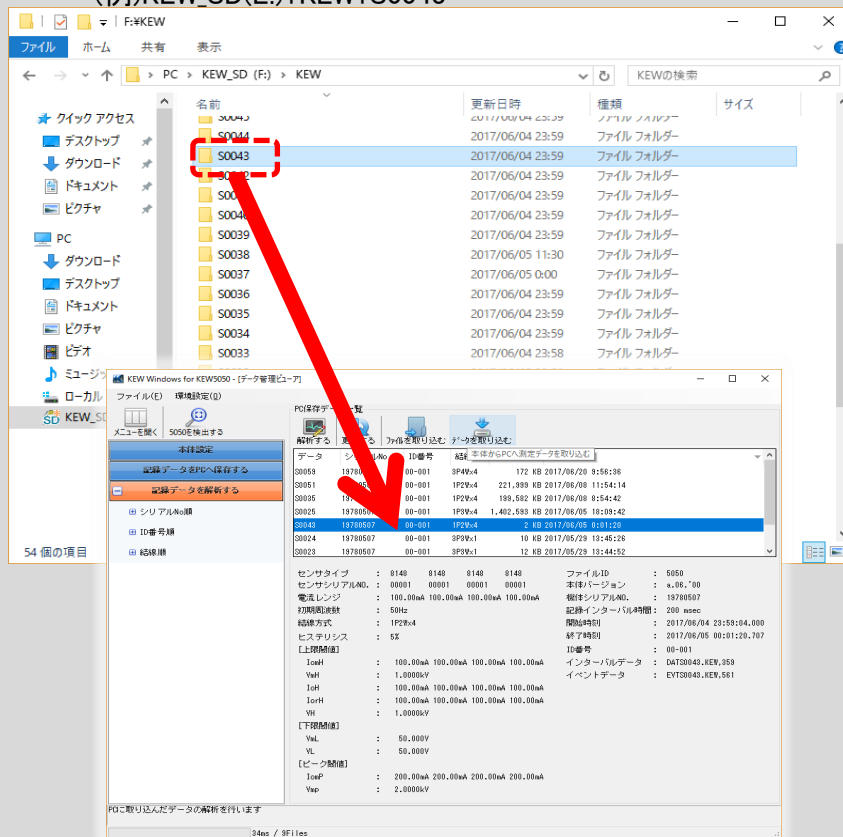 F:¥KEW
ファイル ホーム 共有 表示
PC › KEW_SD (F:) › KEW KEWの検索
名前 更新日時 種類 サイズ
クイック アクセス
デスクトップ
ダウンロード
ドキュメント
ピクチャ
PC
ダウンロード
デスクトップ
ドキュメント
ピクチャ
ビデオ
54 個の項目
S0044 2017/06/04 23:59 ファイル フォルダー
S0043 2017/06/04 23:59 ファイル フォルダー
2017/06/04 23:59 ファイル フォルダー
2017/06/04 23:59 ファイル フォルダー
2017/06/04 23:59 ファイル フォルダー
S0039 2017/06/04 23:59 ファイル フォルダー
S0038 2017/06/05 11:30 ファイル フォルダー
S0037 2017/06/05 0:00 ファイル フォルダー
S0036 2017/06/04 23:59 ファイル フォルダー
S0035 2017/06/04 23:59 ファイル フォルダー
S0034 2017/06/04 23:59 ファイル フォルダー
S0033 2017/06/04 23:58 ファイル フォルダー
KEW Windows for KEW5050 - [データ管理ビューア]
ファイル(E) 環境設定(O)
メニューを開く 5050を検出する
本体設定
記録データをPCへ保存する
記録データを解析する
シリアルNo順
ID番号順
結線順
解析する ファイルを取り込む データを取り込む
本体からPCへ測定データを取り込む
データ ID番号
S0059 00-001 3P4W×4 172 KB 2017/06/20 9:56:36
S0051 00-001 1P2W×4 221,999 KB 2017/06/08 11:54:14
S0035 00-001 1P2W×4 199,582 KB 2017/06/08 8:54:42
S0025 00-001 1P3W×4 1,402,593 KB 2017/06/05 18:09:42
S0043 19780507 00-001 1P2W×4 2 KB 2017/06/05 0:01:20
S0024 19780507 00-001 3P3W×1 10 KB 2017/05/29 13:45:26
S0023 19780507 00-001 3P3W×1 12 KB 2017/05/29 13:44:52
センサタイプ : 8148 8148 8148 8148
センサシリアルNO. : 00001 00001 00001 00001
電流レンジ : 100.00mA 100.00mA 100.00mA 100.00mA
初期周波数 : 50Hz
結線方式 : 1P2W×4
ヒステリシス : 5%
[上限閾値]
IomH : 100.00mA 100.00mA 100.00mA 100.00mA
VmH : 1.0000kV
IoH : 100.00mA 100.00mA 100.00mA 100.00mA
IorH : 100.00mA 100.00mA 100.00mA 100.00mA
VH : 1.0000kV
[下限閾値]
VmL : 50.000V
VL : 50.000V
[ピーク閾値]
IomP : 200.00mA 200.00mA 200.00mA 200.00mA
Vmp : 2.0000kV
ファイルID : 5050
本体バージョン : a.06.'00
機体シリアルNO. : 19780507
記録インターバル時間 : 200 msec
開始時刻 : 2017/06/04 23:59:04.000
終了時刻 : 2017/06/05 00:01:20.707
ID番号 : 00-001
インターバルデータ : DATS0043.KEW,359
イベントデータ : EVTS0043.KEW,561
PCに取り込んだデータの解析を行います
34ms / 9Files